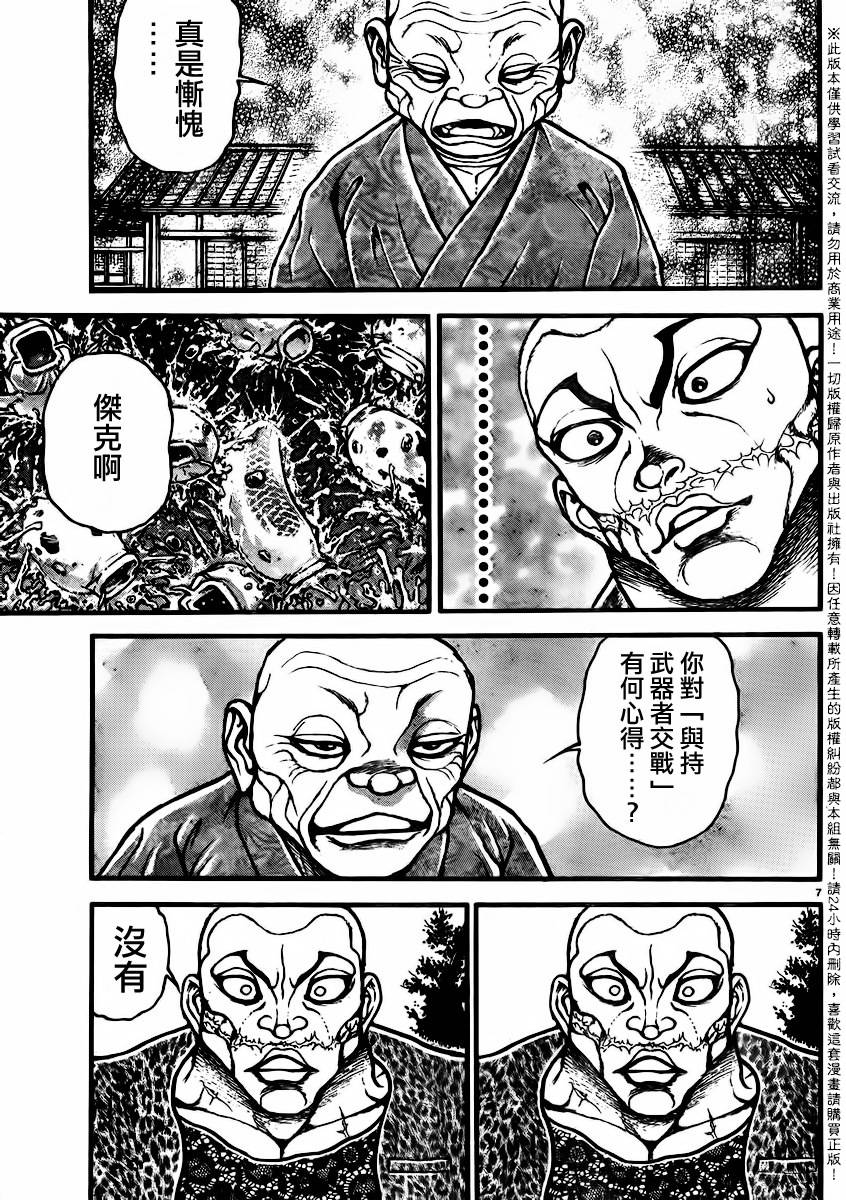 真是慚愧
……
傑克啊
你對「與持
武器者交戰」
有何心得……?
沒有
7
※此版本僅供學習試看交流，請勿用於商業用途！一切版權歸原作者與出版社擁有！因任意轉載所產生的版權糾紛都與本組無關！請24小時內刪除，喜歡這套漫畫請購買正版！